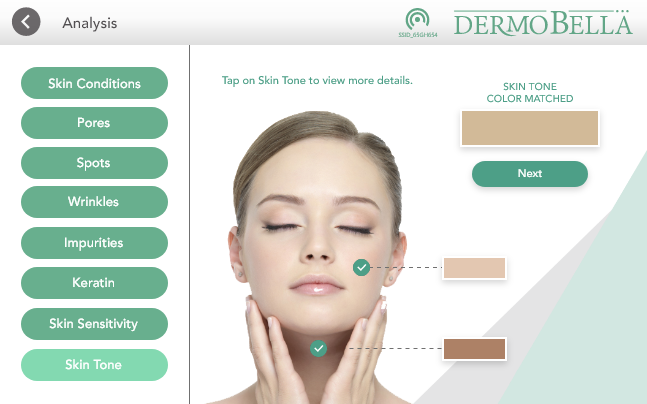 Analysis
SSID_65GH654
DERMOBELLA
Skin Conditions
Pores
Spots
Wrinkles
Impurities
Keratin
Skin Sensitivity
Skin Tone
Tap on Skin Tone to view more details.
SKIN TONE
COLOR MATCHED
Next